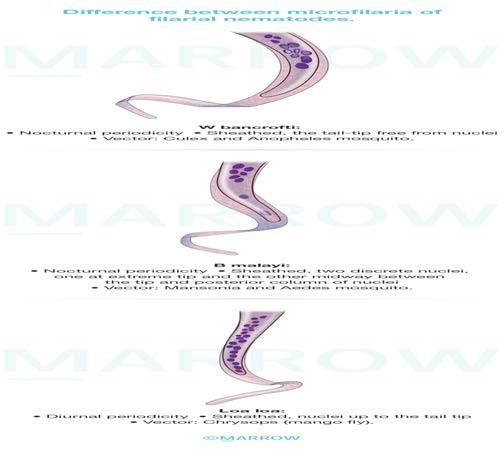 Difference between microfilaria of
filarial nematodes.
MARROW
W bancrofti:
• Nocturnal periodicity • Sheathed, the tail-tip free from nuclei
• Vector: Culex and Anopheles mosquito.
MARROW
B malayi:
• Nocturnal periodicity • Sheathed, two discrete nuclei,
one at extreme tip and the other midway between
the tip and posterior column of nuclei
• Vector: Mansonia and Aedes mosquito.
MARROW
Loa loa:
• Diurnal periodicity • Sheathed, nuclei up to the tail tip
• Vector: Chrysops (mango fly).
©MARROW